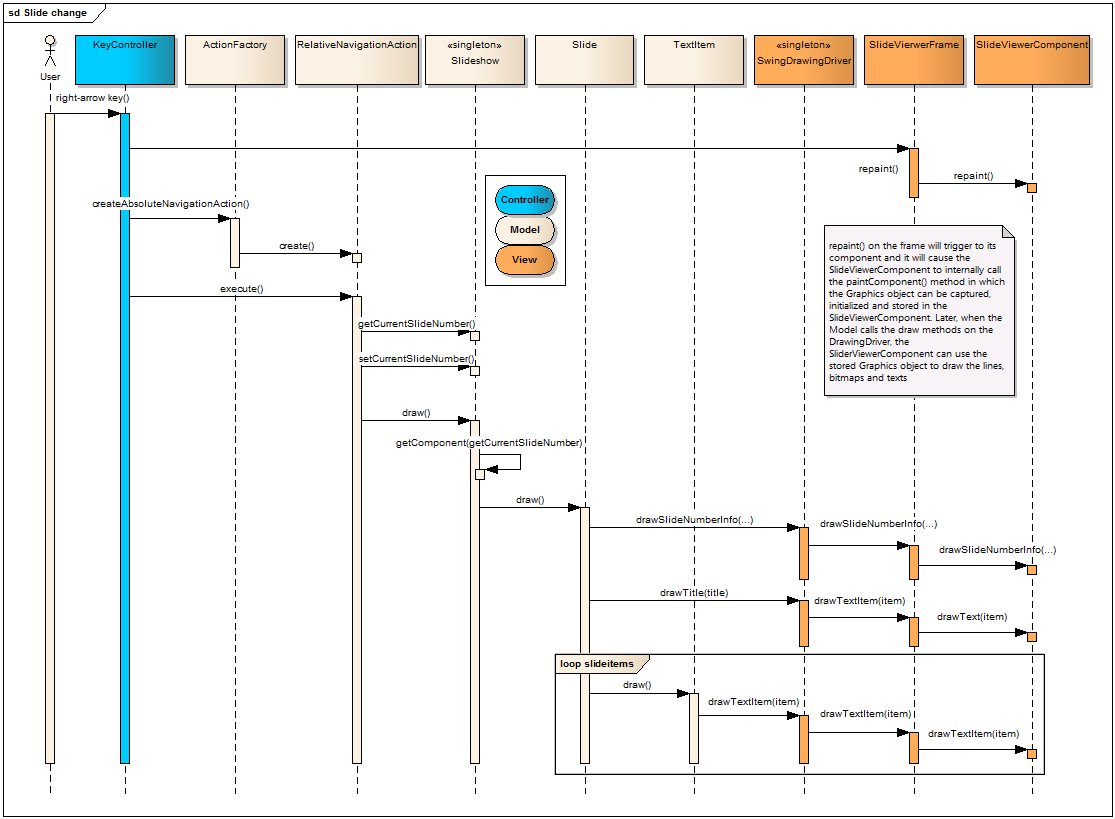 sd Slide change
User
KeyController
ActionFactory
RelativeNavigationAction
«singleton»
Slideshow
Slide
TextItem
«singleton»
SwingDrawingDriver
SlideVierwerFrame
SlideViewerComponent
right-arrow key()
repaint()
repaint()
createAbsoluteNavigationAction()
create()
Controller
Model
View
repaint() on the frame will trigger to its
component and it will cause the
SlideViewerComponent to internally call
the paintComponent() method in which
the Graphics object can be captured,
initialized and stored in the
SlideViewerComponent. Later, when the
Model calls the draw methods on the
DrawingDriver, the
SliderViewerComponent can use the
stored Graphics object to draw the lines,
bitmaps and texts
execute()
getCurrentSlideNumber()
setCurrentSlideNumber()
draw()
getComponent(getCurrentSlideNumber)
draw()
drawSlideNumberInfo(...)
drawSlideNumberInfo(...)
drawSlideNumberInfo(...)
drawTitle(title)
drawTextItem(item)
drawText(item)
loop slideitems
draw()
drawTextItem(item)
drawTextItem(item)
drawTextItem(item)